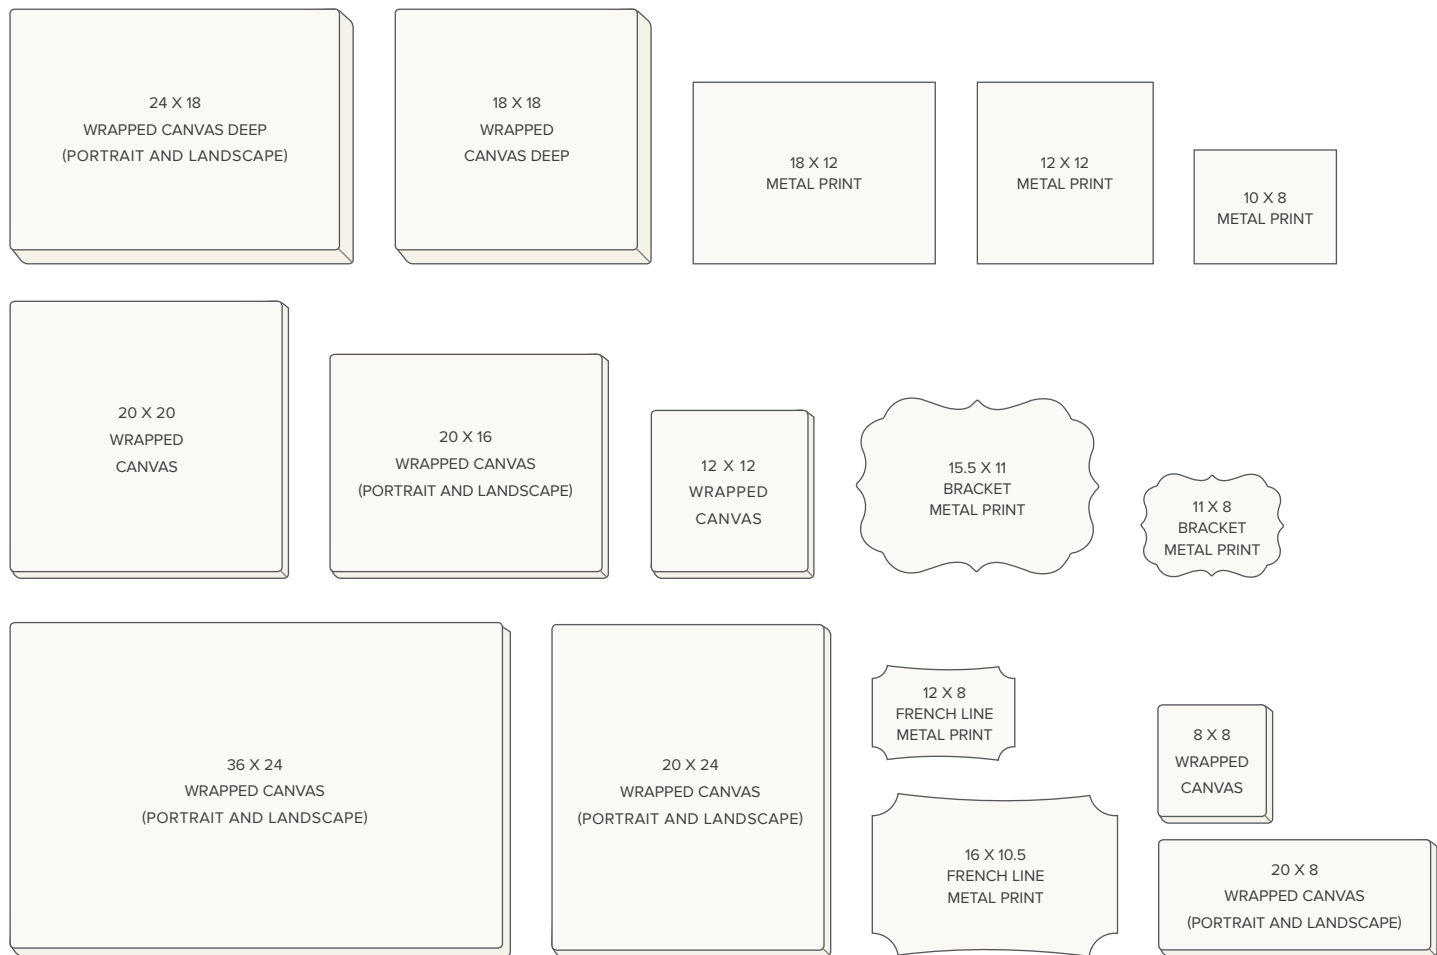 24 X 18
WRAPPED CANVAS DEEP
(PORTRAIT AND LANDSCAPE)
18 X 18
WRAPPED
CANVAS DEEP
18 X 12
METAL PRINT
12 X 12
METAL PRINT
10 X 8
METAL PRINT
20 X 20
WRAPPED
CANVAS
20 X 16
WRAPPED CANVAS
(PORTRAIT AND LANDSCAPE)
12 X 12
WRAPPED
CANVAS
15.5 X 11
BRACKET
METAL PRINT
11 X 8
BRACKET
METAL PRINT
36 X 24
WRAPPED CANVAS
(PORTRAIT AND LANDSCAPE)
20 X 24
WRAPPED CANVAS
(PORTRAIT AND LANDSCAPE)
12 X 8
FRENCH LINE
METAL PRINT
16 X 10.5
FRENCH LINE
METAL PRINT
8 X 8
WRAPPED
CANVAS
20 X 8
WRAPPED CANVAS
(PORTRAIT AND LANDSCAPE)